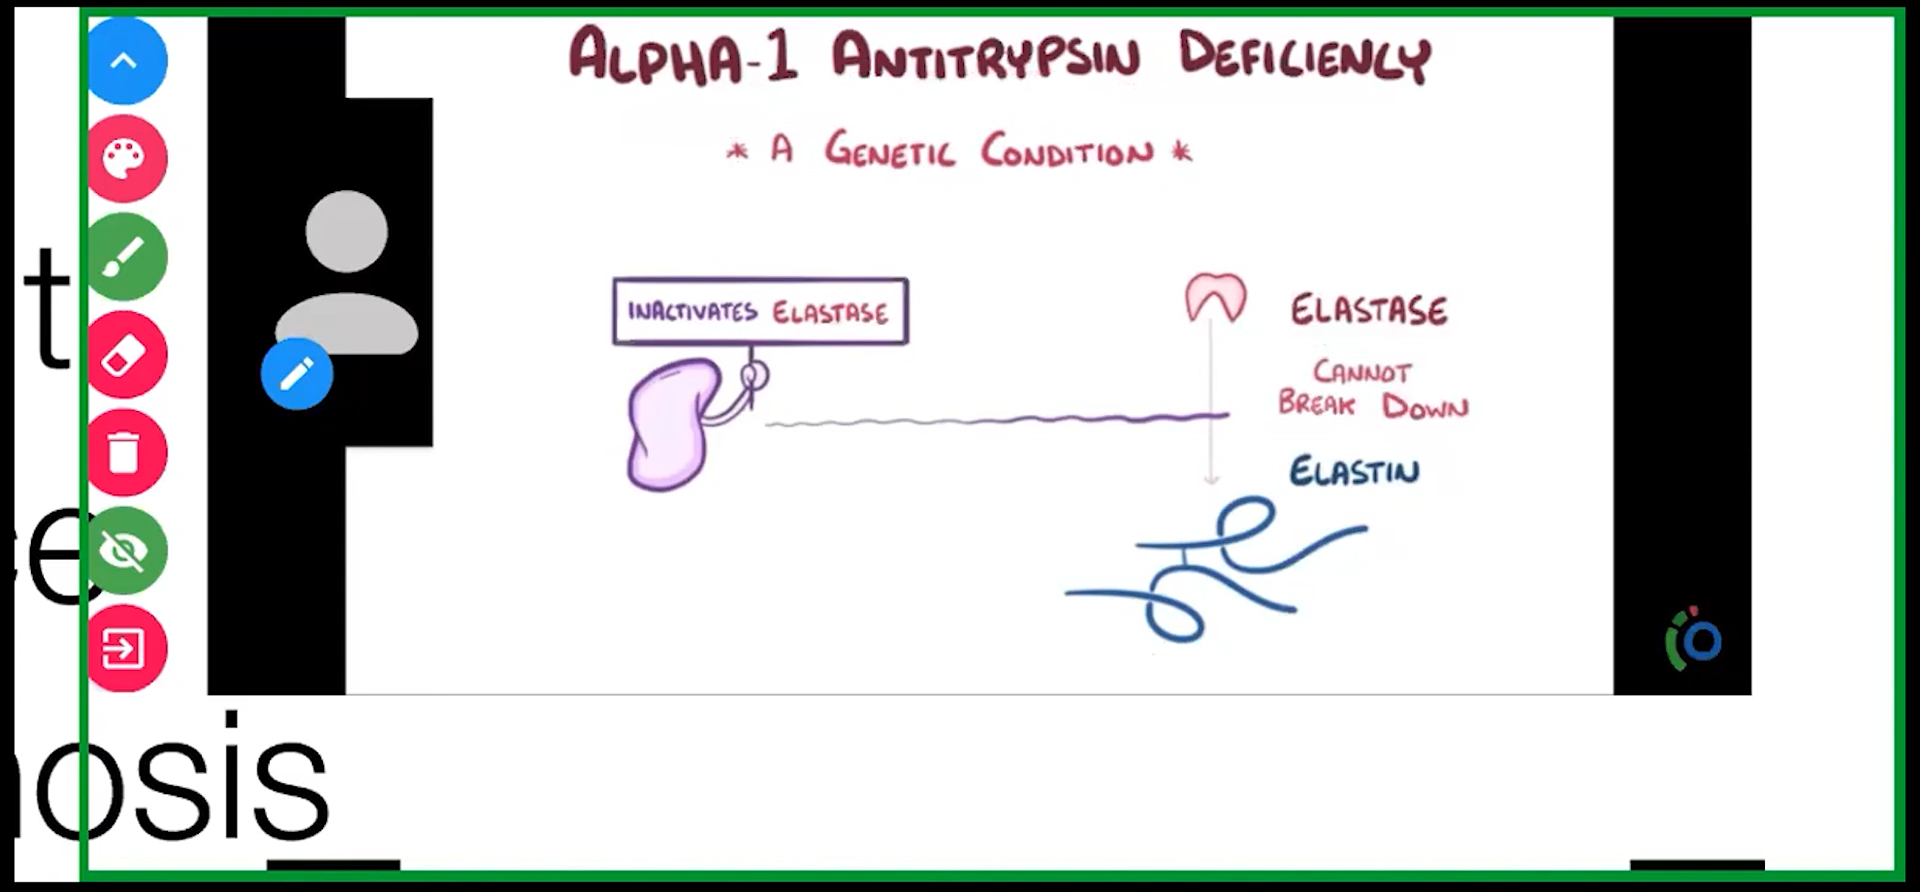 ALPHA-1 ANTITRYPSIN DEFICIENCY
* A GENETIC CONDITION *
INACTIVATES ELASTASE
ELASTASE
CANNOT
BREAK DOWN
ELASTIN
t
e
osis